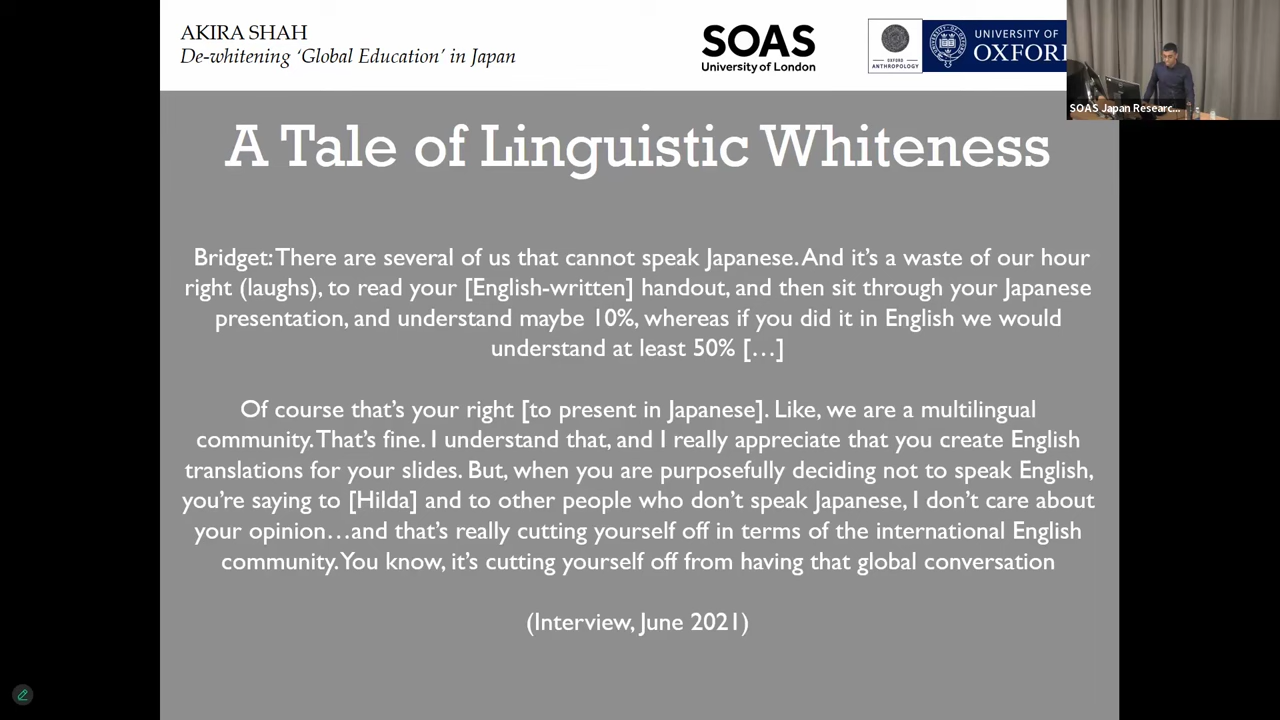 AKIRA SHAH
De-whitening ‘Global Education’ in Japan
SOAS
University of London
OXFORD
ANTHROPOLOGY
UNIVERSITY OF
OXFORD
SOAS Japan Researc...
A Tale of Linguistic Whiteness
Bridget: There are several of us that cannot speak Japanese. And it’s a waste of our hour
right (laughs), to read your [English-written] handout, and then sit through your Japanese
presentation, and understand maybe 10%, whereas if you did it in English we would
understand at least 50% […]
Of course that’s your right [to present in Japanese]. Like, we are a multilingual
community. That’s fine. I understand that, and I really appreciate that you create English
translations for your slides. But, when you are purposefully deciding not to speak English,
you’re saying to [Hilda] and to other people who don’t speak Japanese, I don’t care about
your opinion…and that’s really cutting yourself off in terms of the international English
community. You know, it’s cutting yourself off from having that global conversation
(Interview, June 2021)